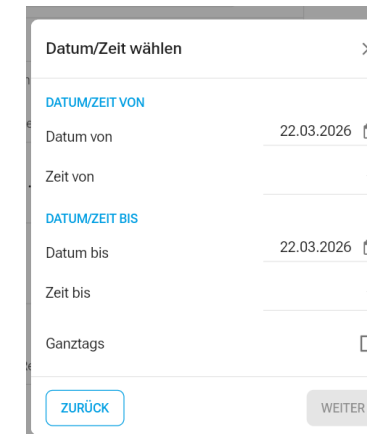 Datum/Zeit wählen
DATUM/ZEIT VON
Datum von 22.03.2026
Zeit von
DATUM/ZEIT BIS
Datum bis 22.03.2026
Zeit bis
Ganztags
ZURÜCK WEITER